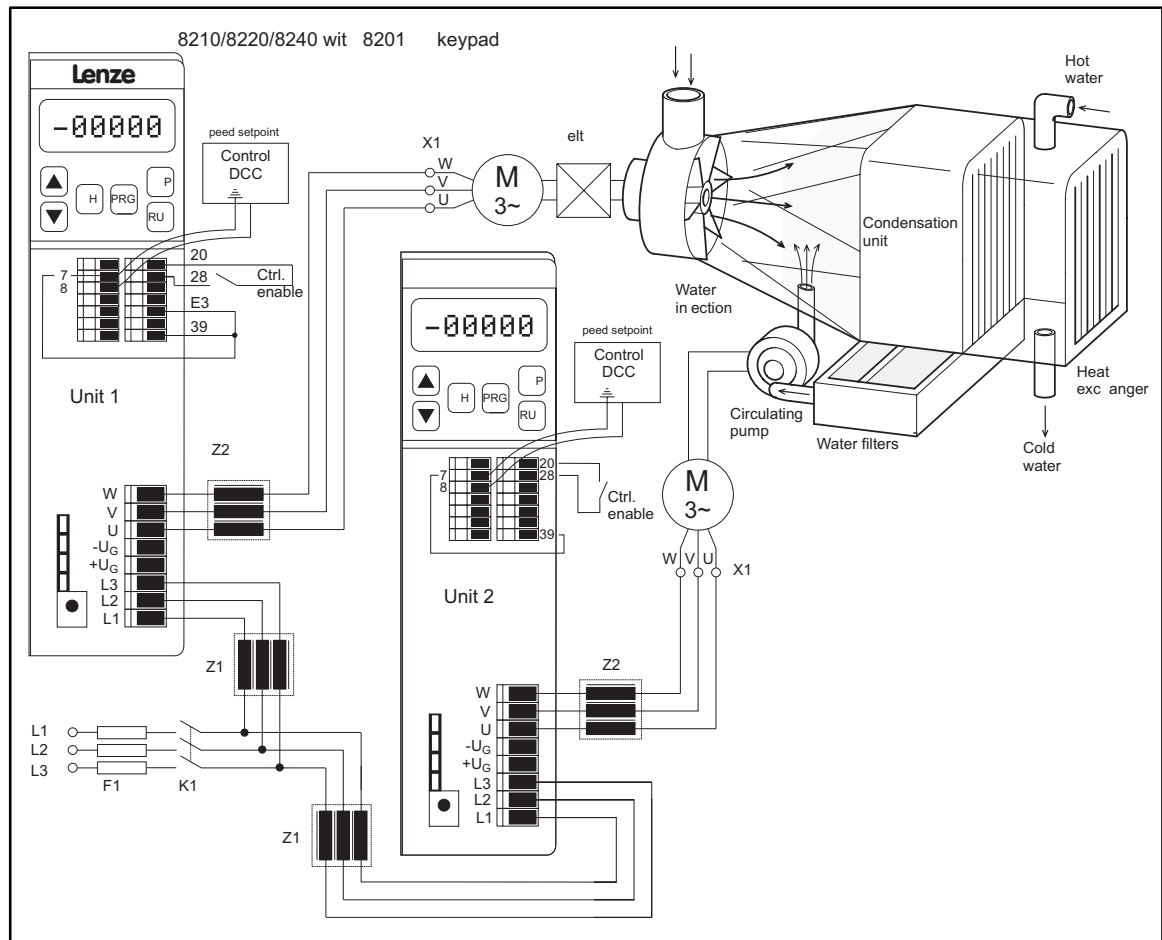 8210/8220/8240 wit 8201 keypad
Lenze
-00000
H
PRG
P
RU
peed setpoint
Control
DCC
7
8
20
28
E3
39
Ctrl.
enable
Unit 1
Z2
W
V
U
-UG
+UG
L3
L2
L1
Z1
L1
L2
L3
F1
K1
Z1
X1
W
V
U
M
3~
elt
Hot
water
Condensation
unit
Water
in ection
Circulating
pump
Water filters
Heat
exc anger
Cold
water
-00000
H
PRG
P
RU
peed setpoint
Control
DCC
7
8
20
28
39
Ctrl.
enable
Unit 2
M
3~
W V U
X1
Z2
W
V
U
-UG
+UG
L3
L2
L1